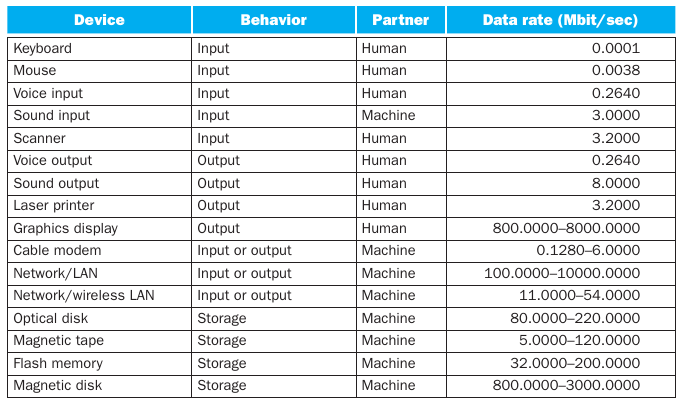 Device Behavior Partner Data rate (Mbit/sec)
Keyboard Input Human 0.0001
Mouse Input Human 0.0038
Voice input Input Human 0.2640
Sound input Input Machine 3.0000
Scanner Input Human 3.2000
Voice output Output Human 0.2640
Sound output Output Human 8.0000
Laser printer Output Human 3.2000
Graphics display Output Human 800.0000–8000.0000
Cable modem Input or output Machine 0.1280–6.0000
Network/LAN Input or output Machine 100.0000–10000.0000
Network/wireless LAN Input or output Machine 11.0000–54.0000
Optical disk Storage Machine 80.0000–220.0000
Magnetic tape Storage Machine 5.0000–120.0000
Flash memory Storage Machine 32.0000–200.0000
Magnetic disk Storage Machine 800.0000–3000.0000